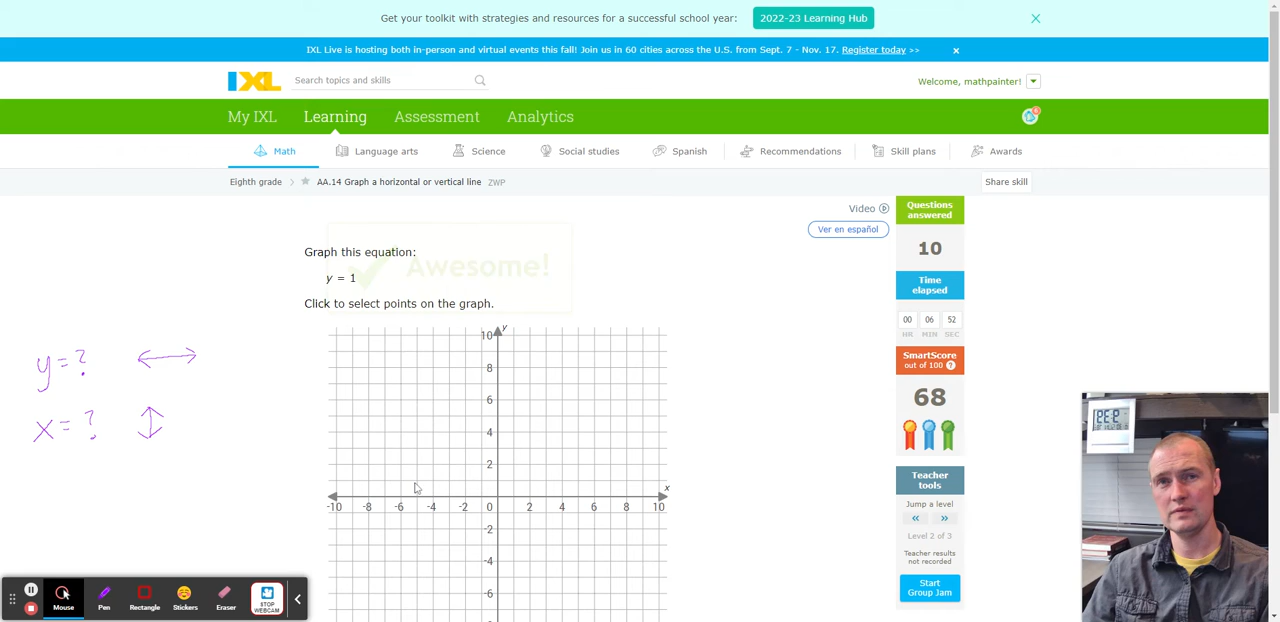 Get your toolkit with strategies and resources for a successful school year: 2022-23 Learning Hub
IXL Live is hosting both in-person and virtual events this fall! Join us in 60 cities across the U.S. from Sept. 7 - Nov. 17. Register today >>
IXL Search topics and skills Welcome, mathpainter!
My IXL Learning Assessment Analytics
Math Language arts Science Social studies Spanish Recommendations Skill plans Awards
Eighth grade AA.14 Graph a horizontal or vertical line ZWP Share skill
Video
Ver en español
Questions answered
10
Time elapsed
00 06 52
HR MIN SEC
SmartScore
out of 100 ?
68
Teacher tools
Jump a level
<< >>
Level 2 of 3
Teacher results not recorded
Start Group Jam
Graph this equation:
Awesome!
y = 1
Click to select points on the graph.
y
10
8
6
4
2
x
-10 -8 -6 -4 -2 0 2 4 6 8 10
-2
-4
-6
y=?
x=?
Mouse Pen Rectangle Stickers Eraser STOP WEBCAM
9:33